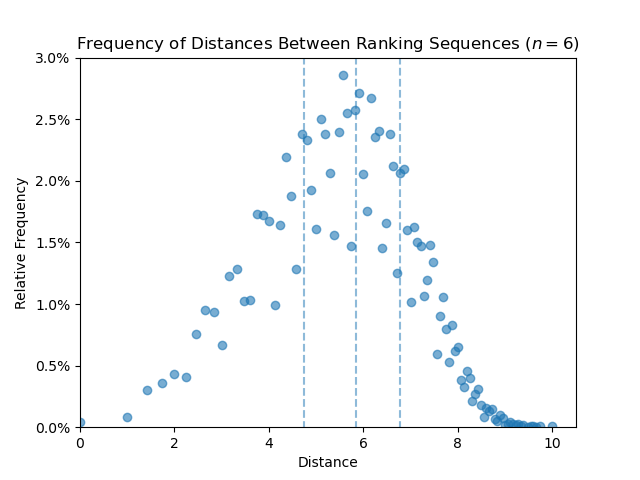 Frequency of Distances Between Ranking Sequences (n = 6)
3.0%
2.5%
2.0%
1.5%
1.0%
0.5%
0.0%
Relative Frequency
0 2 4 6 8 10
Distance